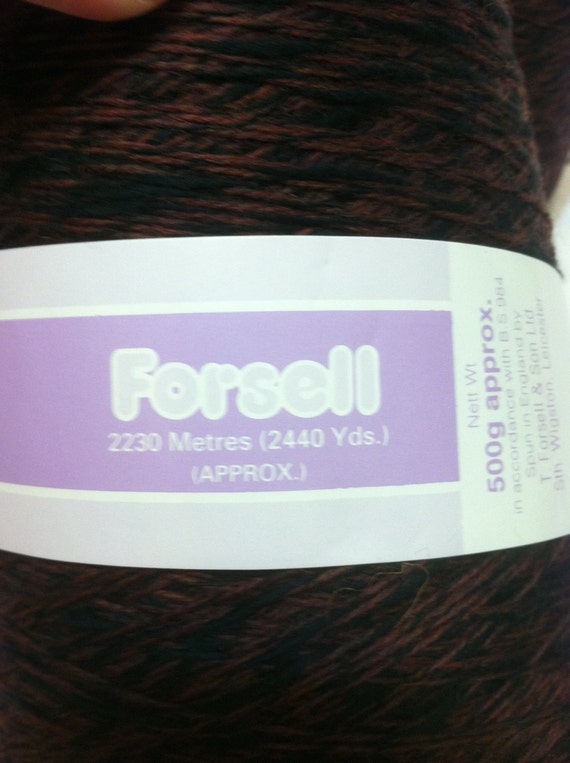 Forsell
2230 Metres (2440 Yds.)
(APPROX.)
Nett Wt
500g approx.
in accordance with B.S.984
Spun in England by
T. Forsell & Son Ltd
Sth. Wigston, Leicester